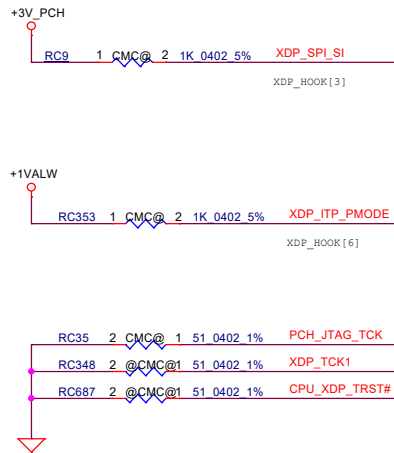 +3V_PCH
RC9 1 CMC@ 2 1K_0402_5% XDP_SPI_SI
XDP_HOOK[3]
+1VALW
RC353 1 CMC@ 2 1K_0402_5% XDP_ITP_PMODE
XDP_HOOK[6]
RC35 2 CMC@ 1 51_0402_1% PCH_JTAG_TCK
RC348 2 @CMC@ 1 51_0402_1% XDP_TCK1
RC687 2 @CMC@ 1 51_0402_1% CPU_XDP_TRST#